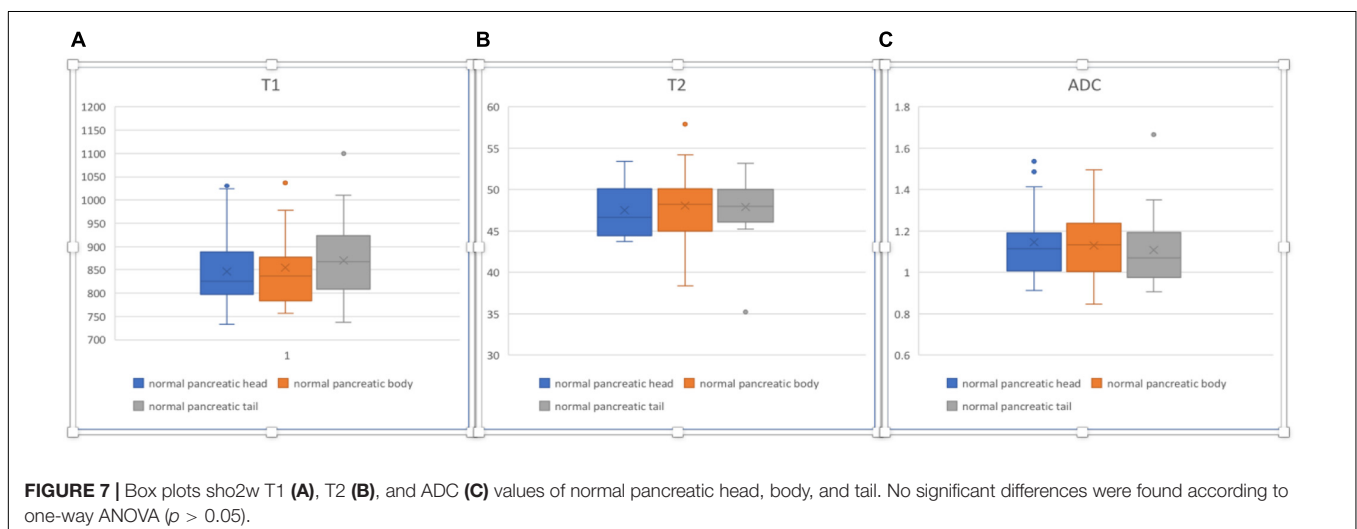 A
B
C
T1
1200
1150
1100
1050
1000
950
900
850
800
750
700
1
normal pancreatic head normal pancreatic body
normal pancreatic tail
T2
60
55
50
45
40
35
30
normal pancreatic head normal pancreatic body
normal pancreatic tail
ADC
1.8
1.6
1.4
1.2
1
0.8
0.6
normal pancreatic head normal pancreatic body
normal pancreatic tail
FIGURE 7 | Box plots sho2w T1 (A), T2 (B), and ADC (C) values of normal pancreatic head, body, and tail. No significant differences were found according to
one-way ANOVA (p > 0.05).